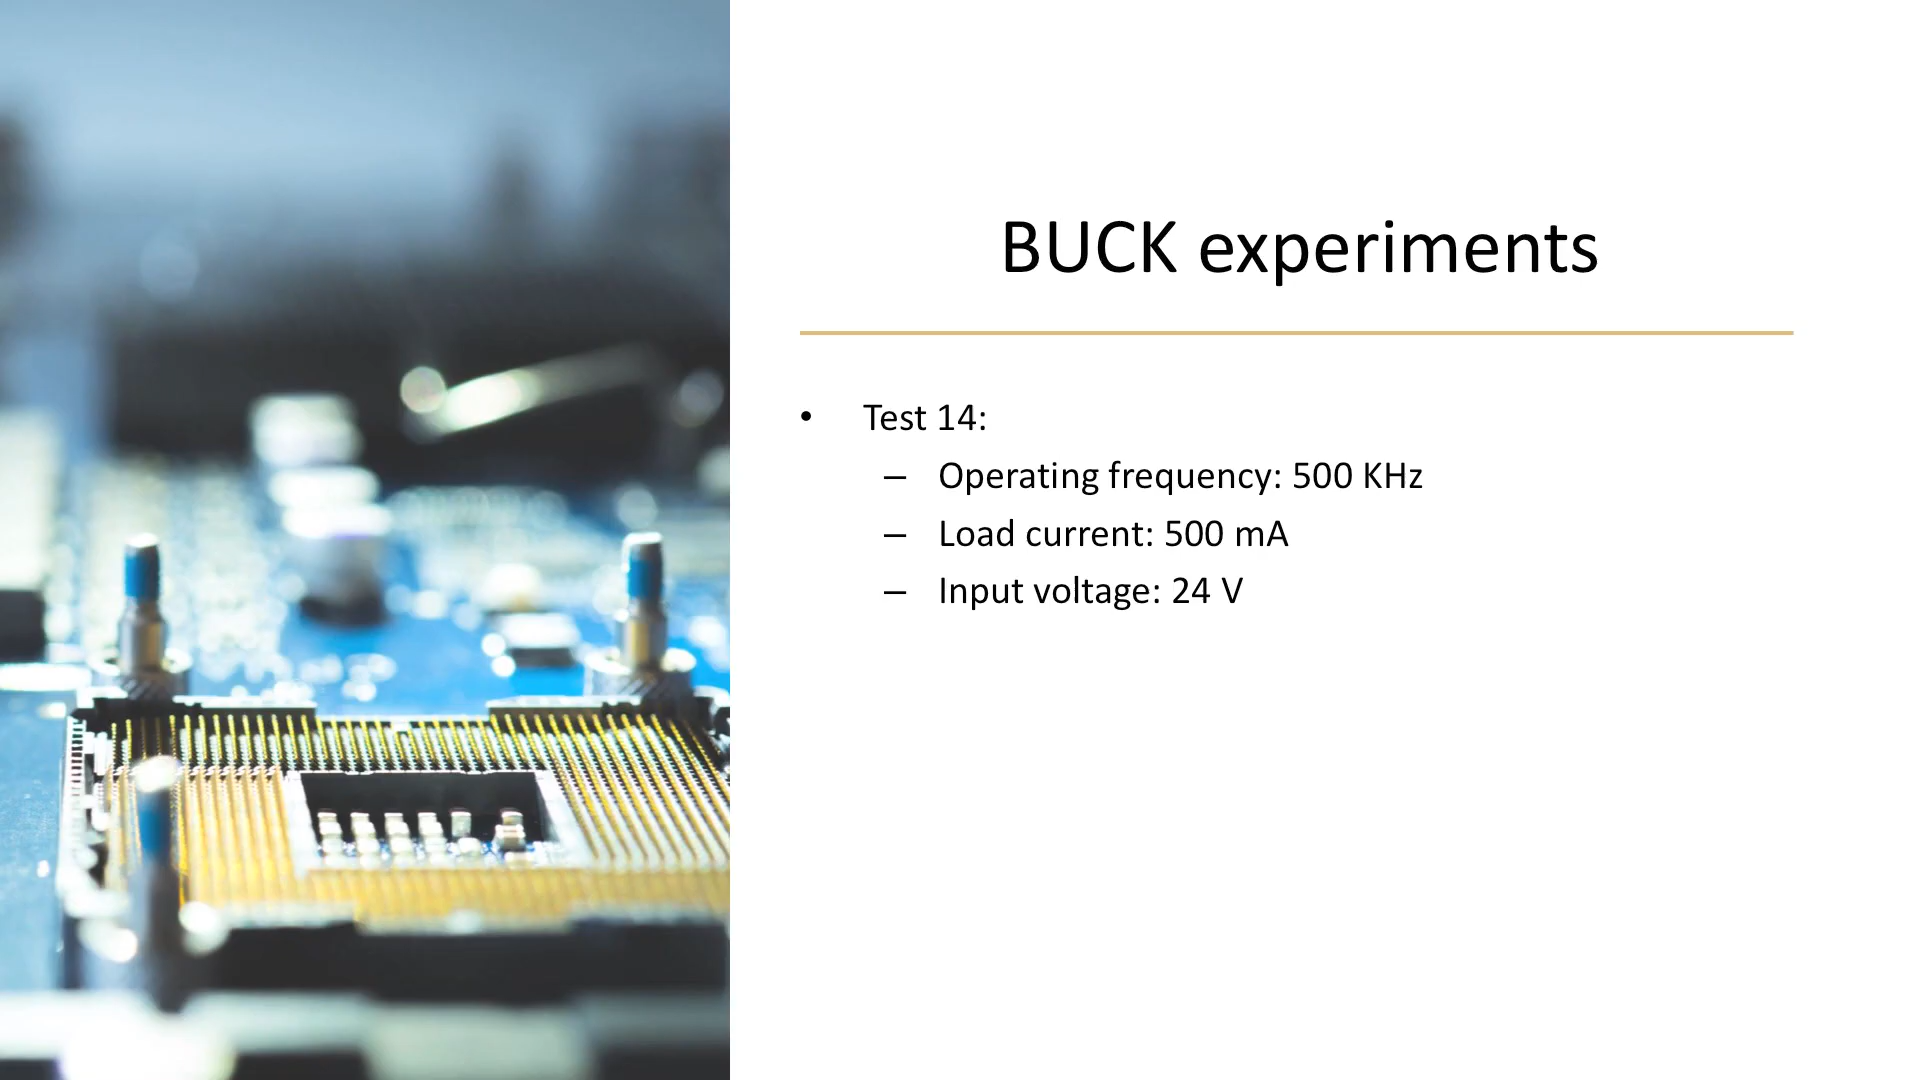 BUCK experiments
• Test 14:
– Operating frequency: 500 KHz
– Load current: 500 mA
– Input voltage: 24 V